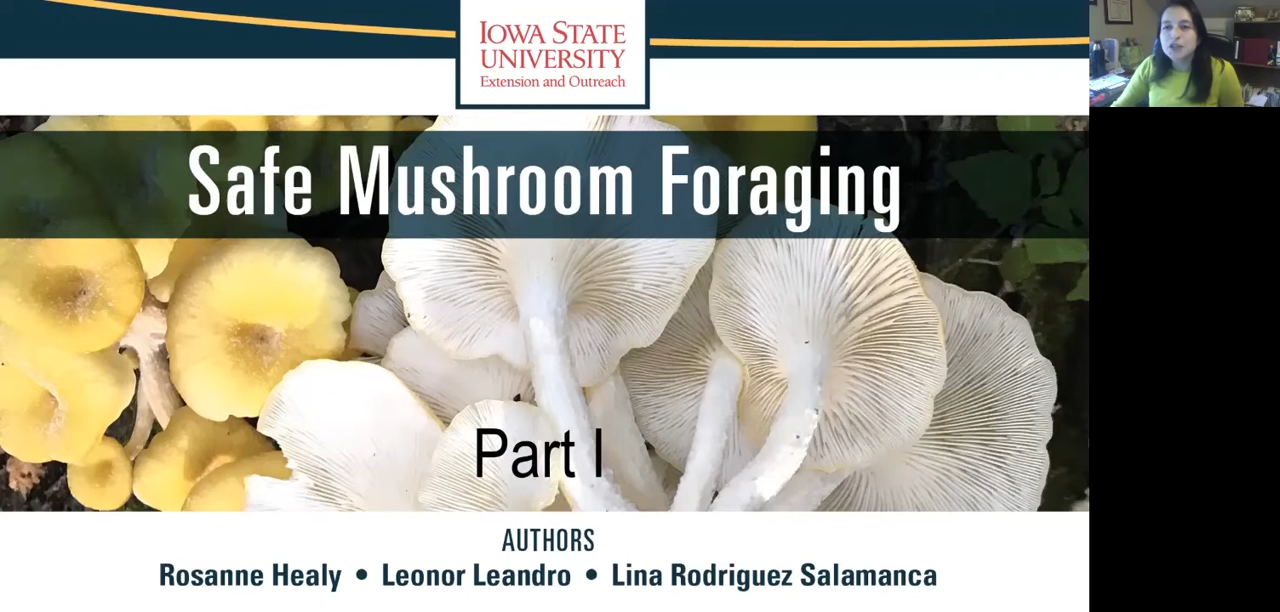 IOWA STATE
UNIVERSITY
Extension and Outreach
Safe Mushroom Foraging
Part I
AUTHORS
Rosanne Healy • Leonor Leandro • Lina Rodriguez Salamanca